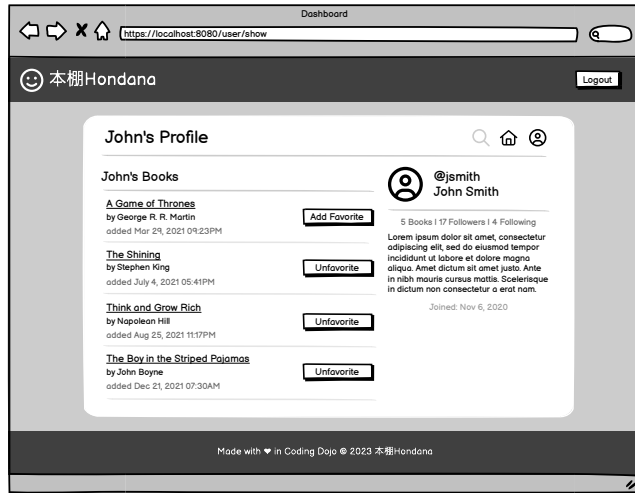 Dashboard
https://localhost:8080/user/show
本棚Hondana
Logout
John's Profile
John's Books
A Game of Thrones
by George R. R. Martin
added Mar 29, 2021 09:23PM
Add Favorite
The Shining
by Stephen King
added July 4, 2021 05:41PM
Unfavorite
Think and Grow Rich
by Napolean Hill
added Aug 25, 2021 11:17PM
Unfavorite
The Boy in the Striped Pajamas
by John Boyne
added Dec 21, 2021 07:30AM
Unfavorite
@jsmith
John Smith
5 Books | 17 Followers | 4 Following
Lorem ipsum dolor sit amet, consectetur
adipiscing elit, sed do eiusmod tempor
incididunt ut labore et dolore magna
aliqua. Amet dictum sit amet justo. Ante
in nibh mauris cursus mattis. Scelerisque
in dictum non consectetur a erat nam.
Joined: Nov 6, 2020
Made with ❤ in Coding Dojo © 2023 本棚Hondana